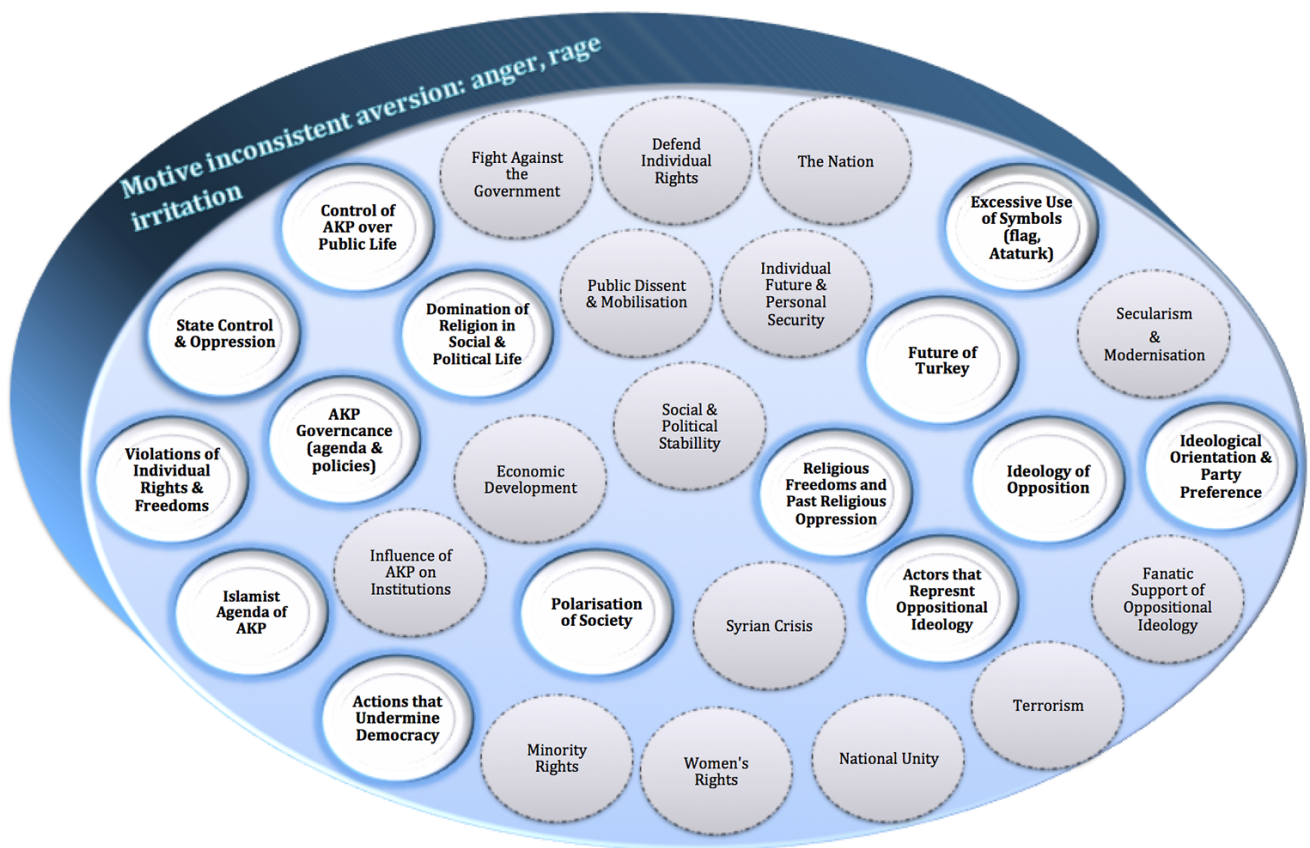 Motive inconsistent aversion: anger, rage
irritation
Fight Against
the
Government
Defend
Individual
Rights
The Nation
Control of
AKP over
Public Life
Excessive Use
of Symbols
(flag,
Ataturk)
Public Dissent
& Mobilisation
Individual
Future &
Personal
Security
State Control
& Oppression
Domination of
Religion in
Social &
Political Life
Future of
Turkey
Secularism
&
Modernisation
AKP
Governcance
(agenda &
policies)
Social &
Political
Stability
Violations of
Individual
Rights &
Freedoms
Economic
Development
Religious
Freedoms and
Past Religious
Oppression
Ideology of
Opposition
Ideological
Orientation &
Party
Preference
Influence of
AKP on
Institutions
Islamist
Agenda of
AKP
Polarisation
of Society
Syrian Crisis
Actors that
Represnt
Oppositional
Ideology
Fanatic
Support of
Oppositional
Ideology
Actions that
Undermine
Democracy
Minority
Rights
Women's
Rights
National Unity
Terrorism